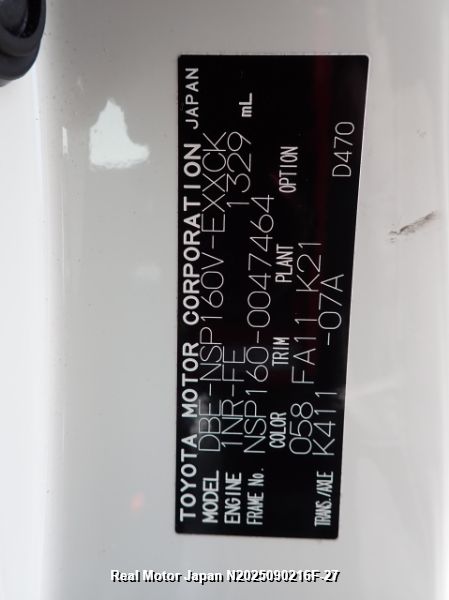 TOYOTA MOTOR CORPORATION JAPAN
MODEL DBE-NSP160V-EXXCK
ENGINE 1NR-FE 1329 mL
FRAME No. NSP160-0047464
COLOR TRIM PLANT OPTION
058 FA11 K21
TRANS./AXLE K411 -07A D470
Real Motor Japan N2025090216F-27